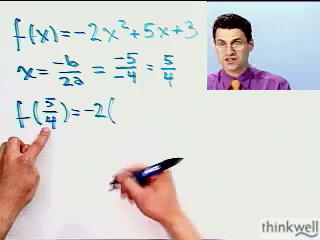 f(x)=-2x²+5x+3
x=-b/2a = -5/-4 = 5/4
f(5/4)=-2(
thinkwell